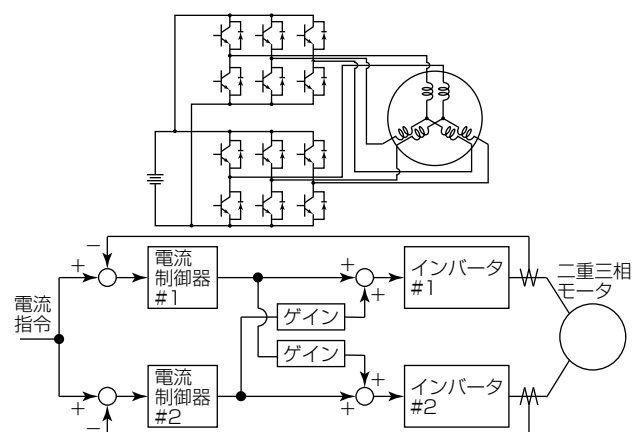 −
+
電流
制御器
#1
+
+
インバータ
#1
二重三相
モータ
電流
指令
ゲイン
ゲイン
+
−
電流
制御器
#2
+
+
インバータ
#2